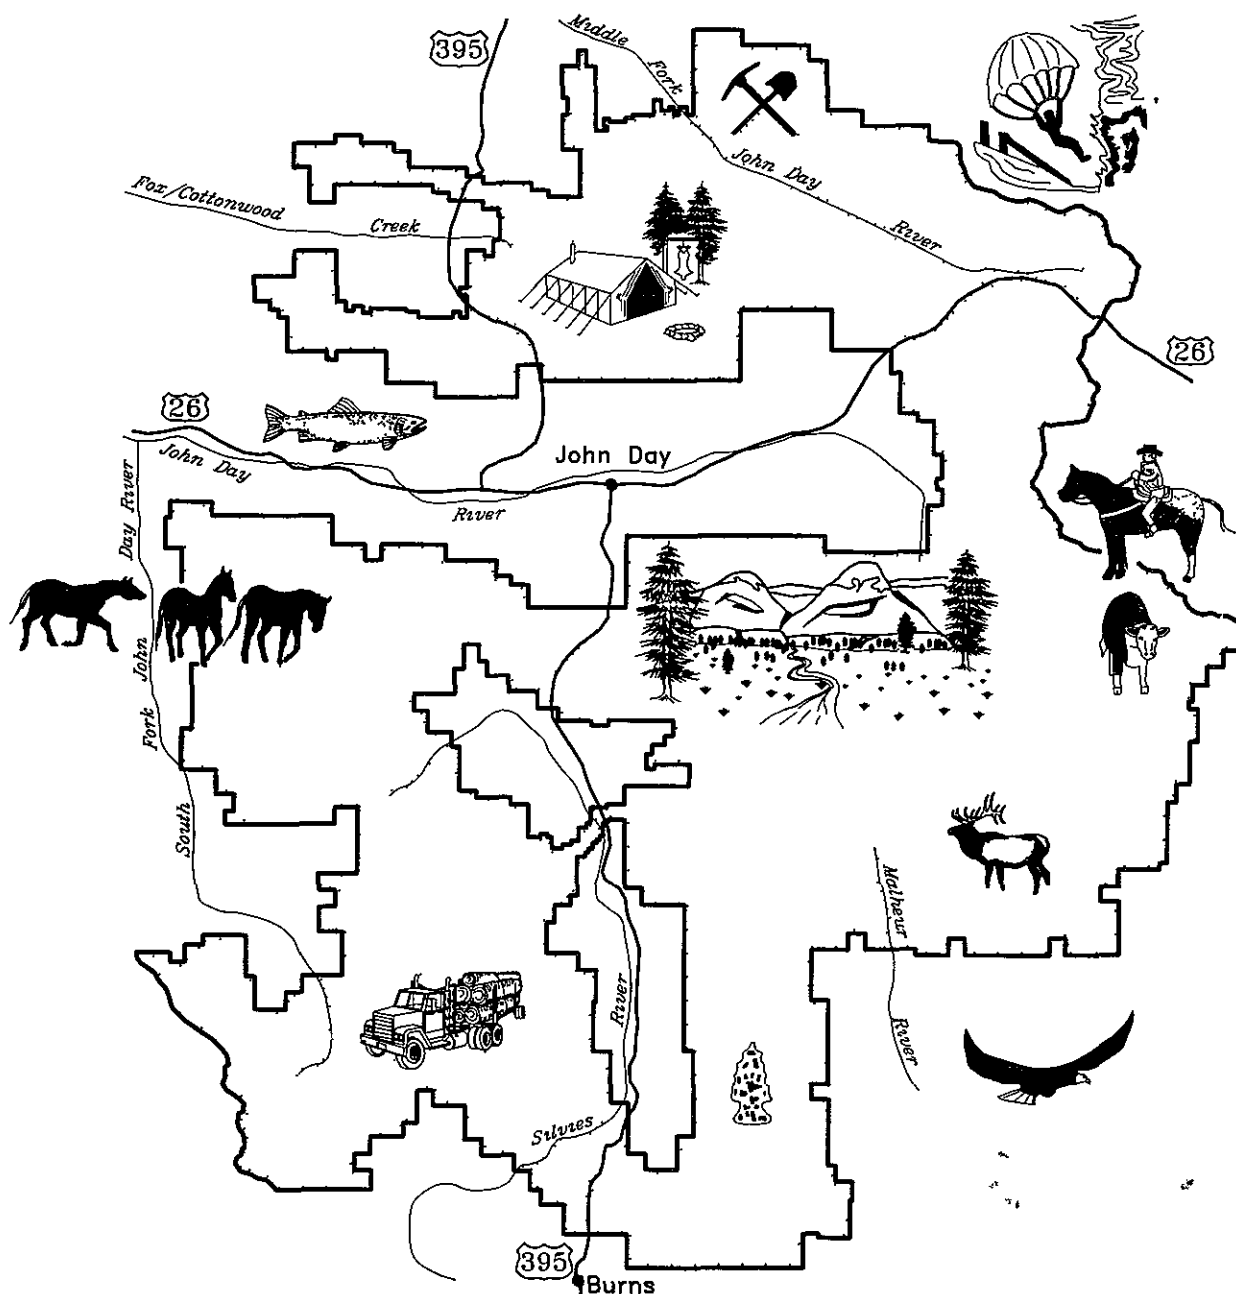 395
Middle
Fork
John Day
River
Fox/Cottonwood
Creek
26
26
John Day
River
John Day
Day River
John
Fork
South
Malheur
River
River
Silvies
395
Burns